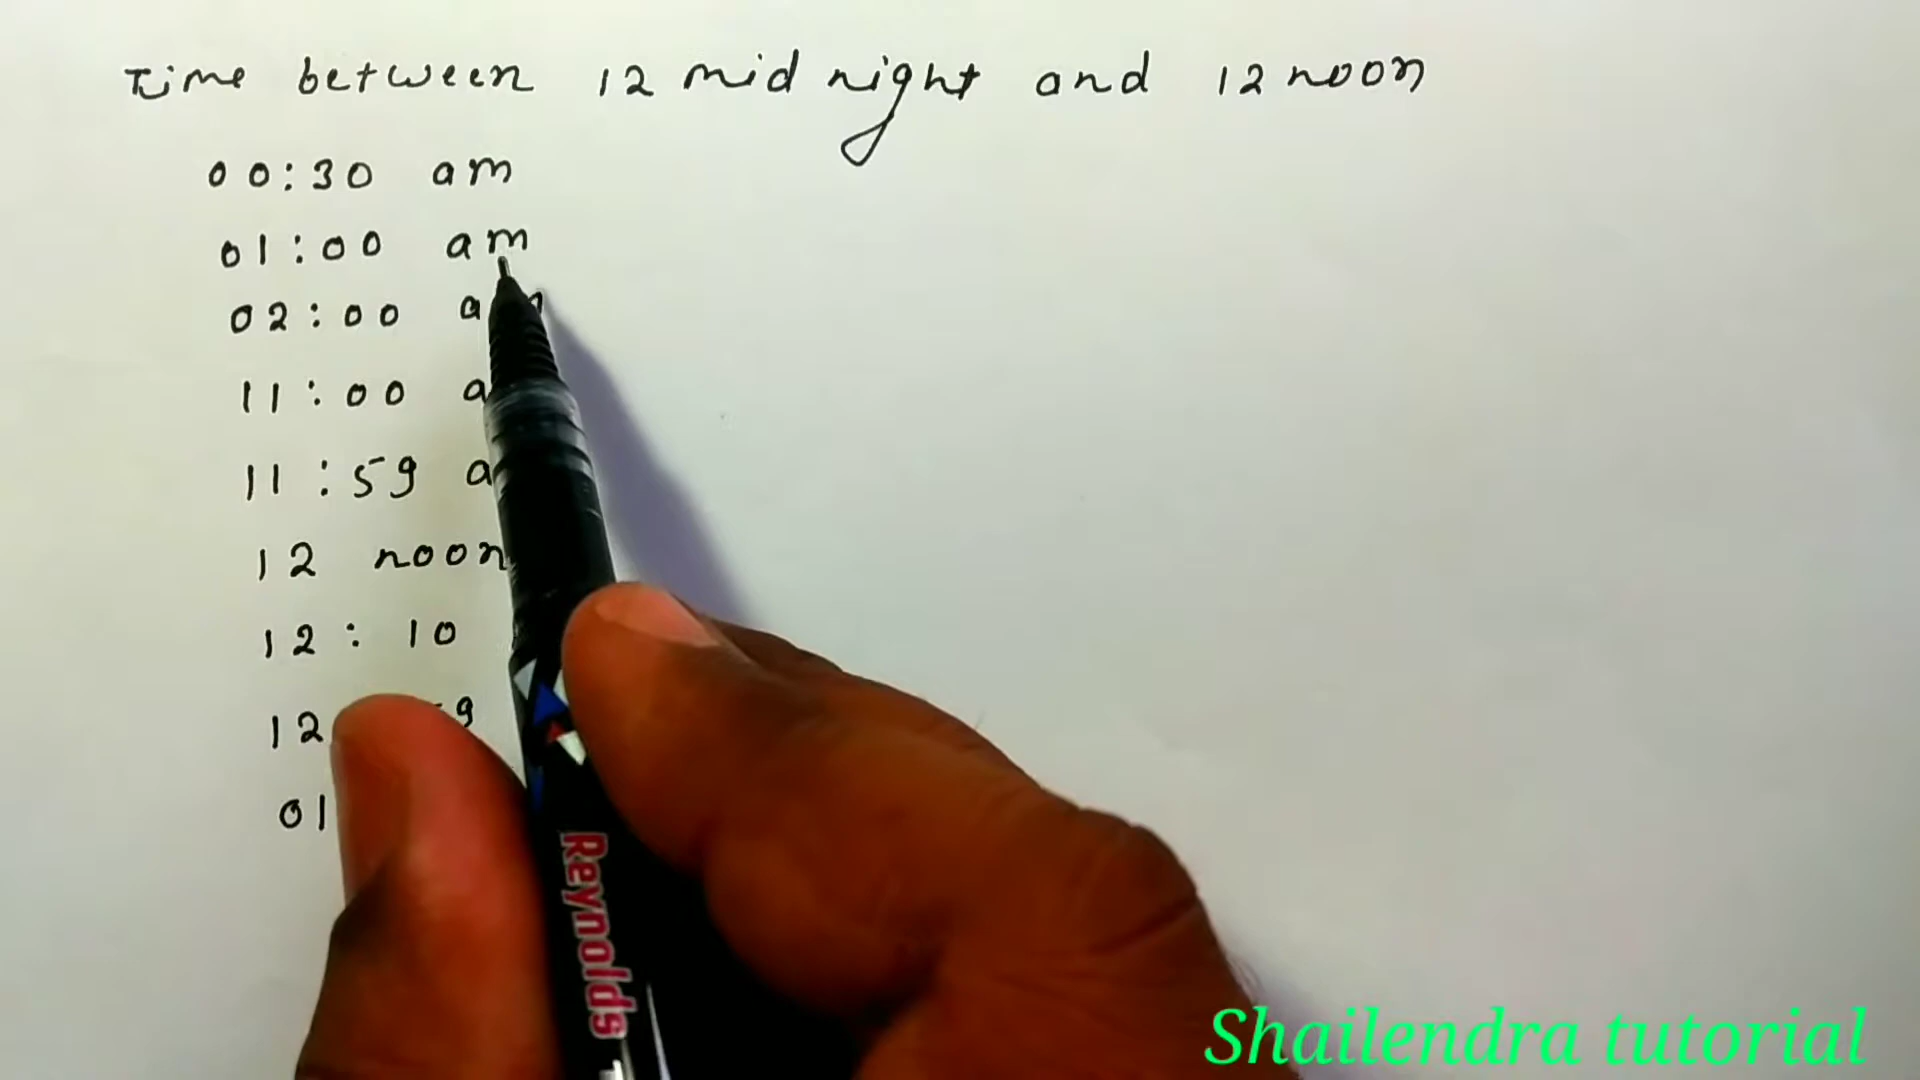 Time between 12 mid night and 12 noon
00:30 am
01:00 am
02:00 a
11:00 a
11:59 a
12 noon
12:10
12 9
01
Reynolds
Shailendra tutorial